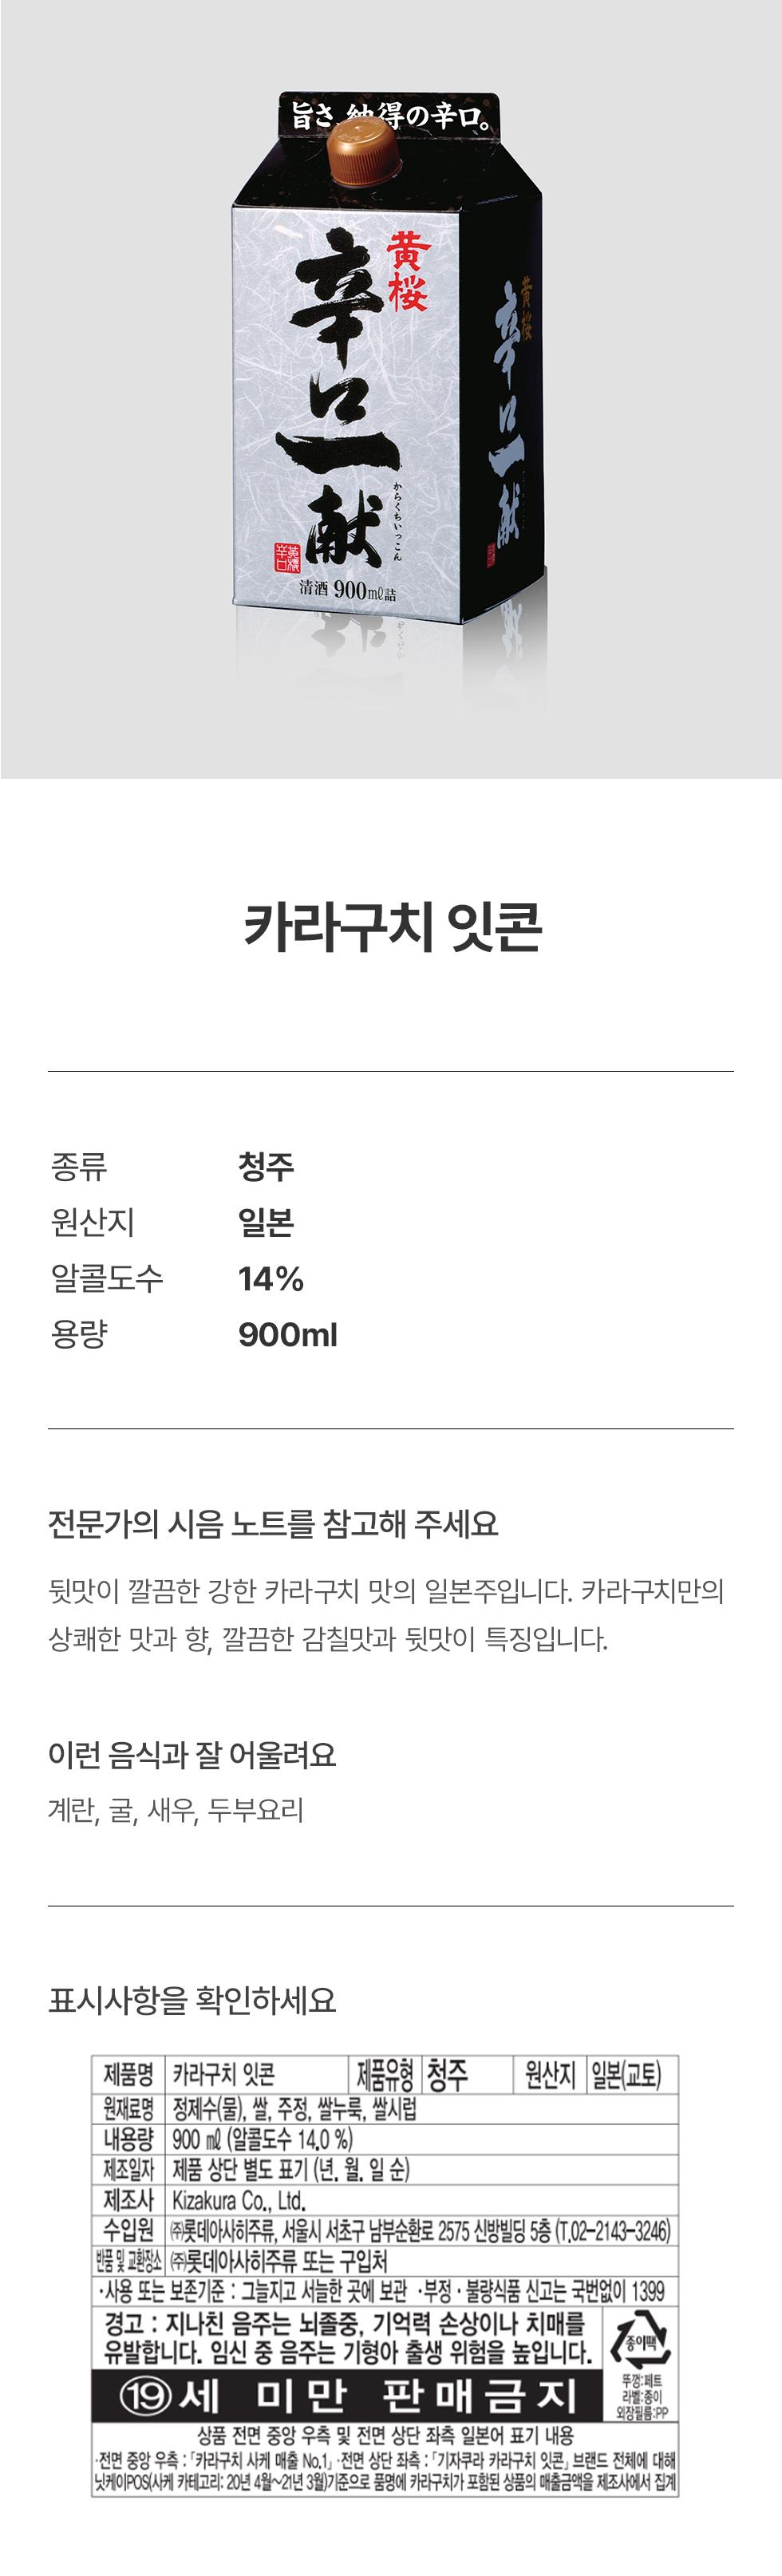 旨さ、納得の辛口。
黄桜
辛口一献
からくちいっこん
黄桜
辛口
清酒 900mℓ詰
黄桜
辛口一献
카라구치 잇콘
종류 청주
원산지 일본
알콜도수 14%
용량 900ml
전문가의 시음 노트를 참고해 주세요
뒷맛이 깔끔한 강한 카라구치 맛의 일본주입니다. 카라구치만의
상쾌한 맛과 향, 깔끔한 감칠맛과 뒷맛이 특징입니다.
이런 음식과 잘 어울려요
계란, 굴, 새우, 두부요리
표시사항을 확인하세요
제품명 카라구치 잇콘 제품유형 청주 원산지 일본(교토)
원재료명 정제수(물), 쌀, 주정, 쌀누룩, 쌀시럽
내용량 900 ㎖ (알콜도수 14.0 %)
제조일자 제품 상단 별도 표기 (년. 월. 일 순)
제조사 Kizakura Co., Ltd.
수입원 ㈜롯데아사히주류, 서울시 서초구 남부순환로 2575 신방빌딩 5층 (T.02-2143-3246)
반품 및 교환장소 ㈜롯데아사히주류 또는 구입처
·사용 또는 보존기준 : 그늘지고 서늘한 곳에 보관 ·부정·불량식품 신고는 국번없이 1399
경고 : 지나친 음주는 뇌졸중, 기억력 손상이나 치매를
유발합니다. 임신 중 음주는 기형아 출생 위험을 높입니다.
종이팩
뚜껑:페트
라벨:종이
외장필름:PP
⑲세 미만 판매금지
상품 전면 중앙 우측 및 전면 상단 좌측 일본어 표기 내용
·전면 중앙 우측 :「카라구치 사케 매출 No.1」 ·전면 상단 좌측 :「기자쿠라 카라구치 잇콘」 브랜드 전체에 대해
닛케이POS(사케 카테고리: 20년 4월~21년 3월)기준으로 품명에 카라구치가 포함된 상품의 매출금액을 제조사에서 집계